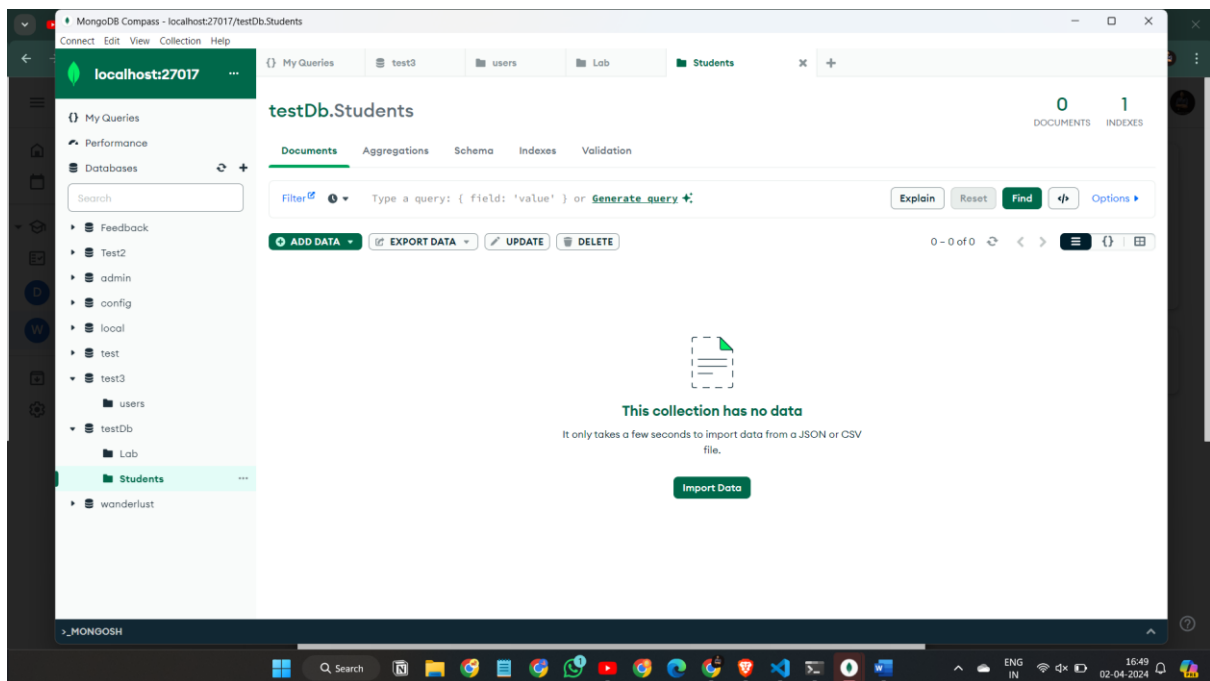 MongoDB Compass - localhost:27017/testDb.Students
Connect Edit View Collection Help
localhost:27017 ...
{} My Queries test3 users Lab Students
{} My Queries
Performance
Databases
Search
Feedback
Test2
admin
config
local
test
test3
users
testDb
Lab
Students
wanderlust
testDb.Students
0 DOCUMENTS 1 INDEXES
Documents Aggregations Schema Indexes Validation
Filter Type a query: { field: 'value' } or Generate query Explain Reset Find </> Options
ADD DATA EXPORT DATA UPDATE DELETE 0 – 0 of 0 {}
This collection has no data
It only takes a few seconds to import data from a JSON or CSV
file.
Import Data
>_MONGOSH
D
W
Search ENG IN 16:49 02-04-2024